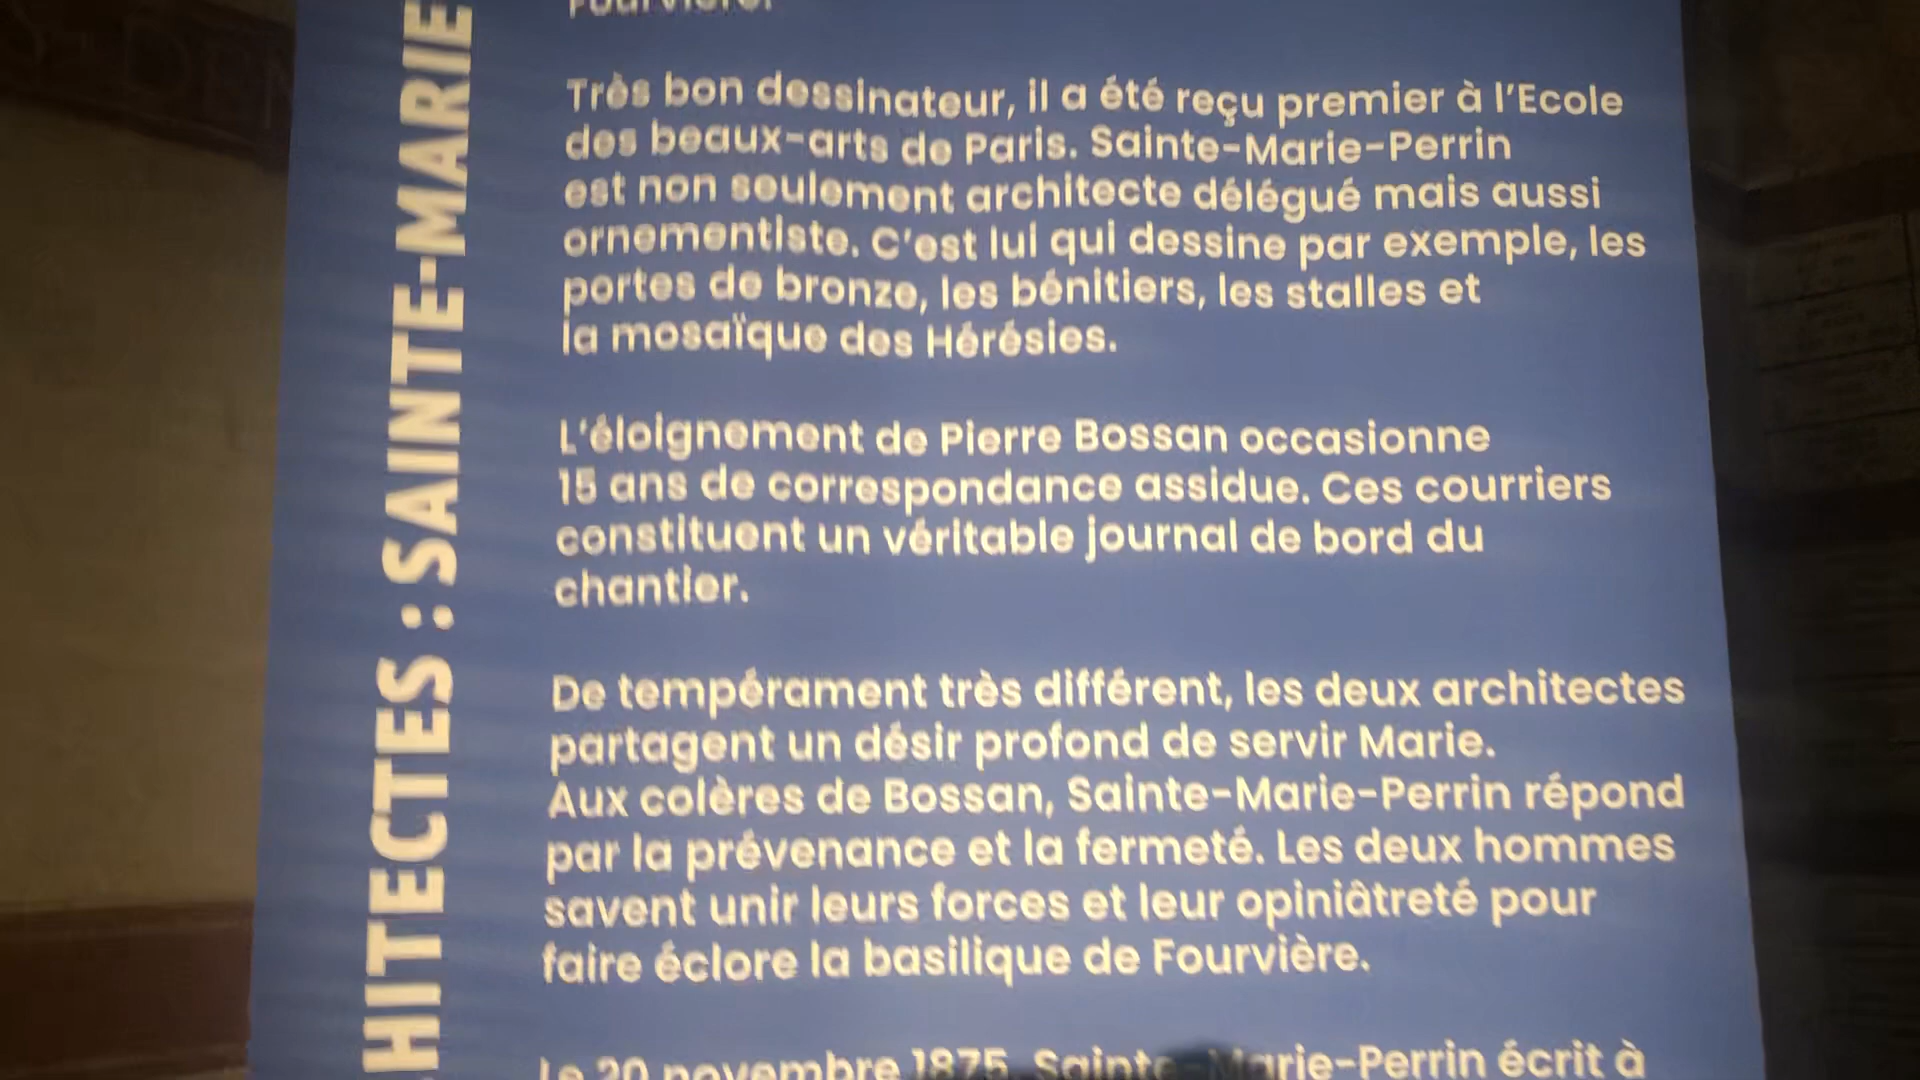 Fourvière.
Très bon dessinateur, il a été reçu premier à l'Ecole
des beaux-arts de Paris. Sainte-Marie-Perrin
est non seulement architecte délégué mais aussi
ornementiste. C'est lui qui dessine par exemple, les
portes de bronze, les bénitiers, les stalles et
la mosaïque des Hérésies.
L'éloignement de Pierre Bossan occasionne
15 ans de correspondance assidue. Ces courriers
constituent un véritable journal de bord du
chantier.
De tempérament très différent, les deux architectes
partagent un désir profond de servir Marie.
Aux colères de Bossan, Sainte-Marie-Perrin répond
par la prévenance et la fermeté. Les deux hommes
savent unir leurs forces et leur opiniâtreté pour
faire éclore la basilique de Fourvière.
Le 20 novembre 1875, Sainte-Marie-Perrin écrit à
HITECTES : SAINTE-MARIE